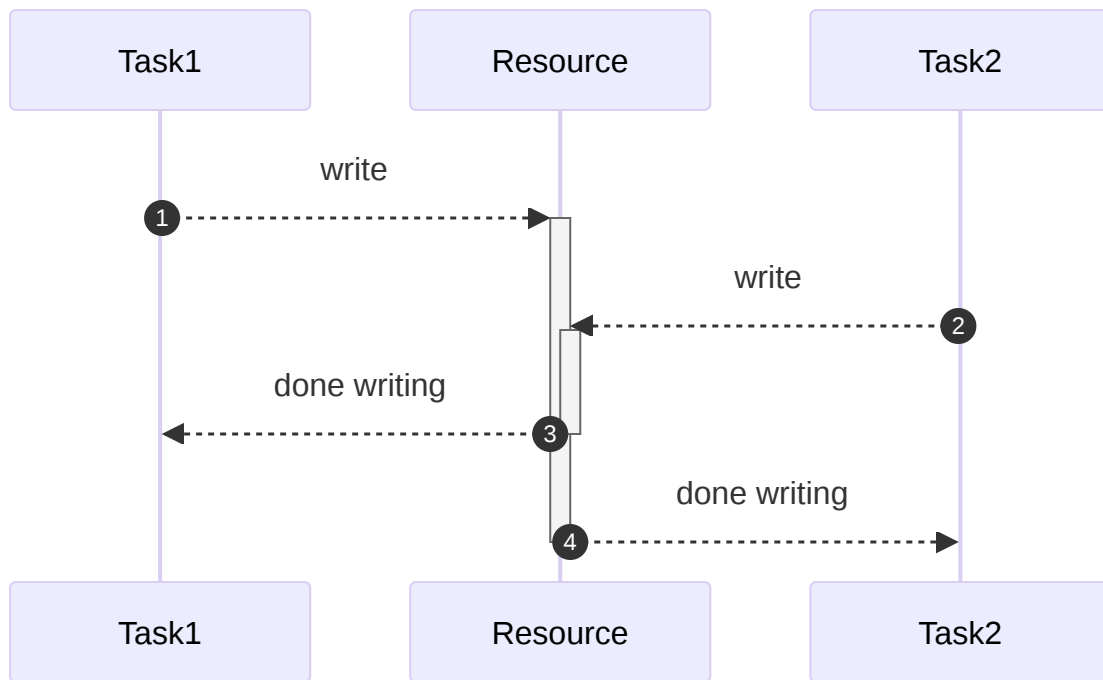 Task1
Resource
Task2
write
1
write
2
done writing
3
done writing
4
Task1
Resource
Task2